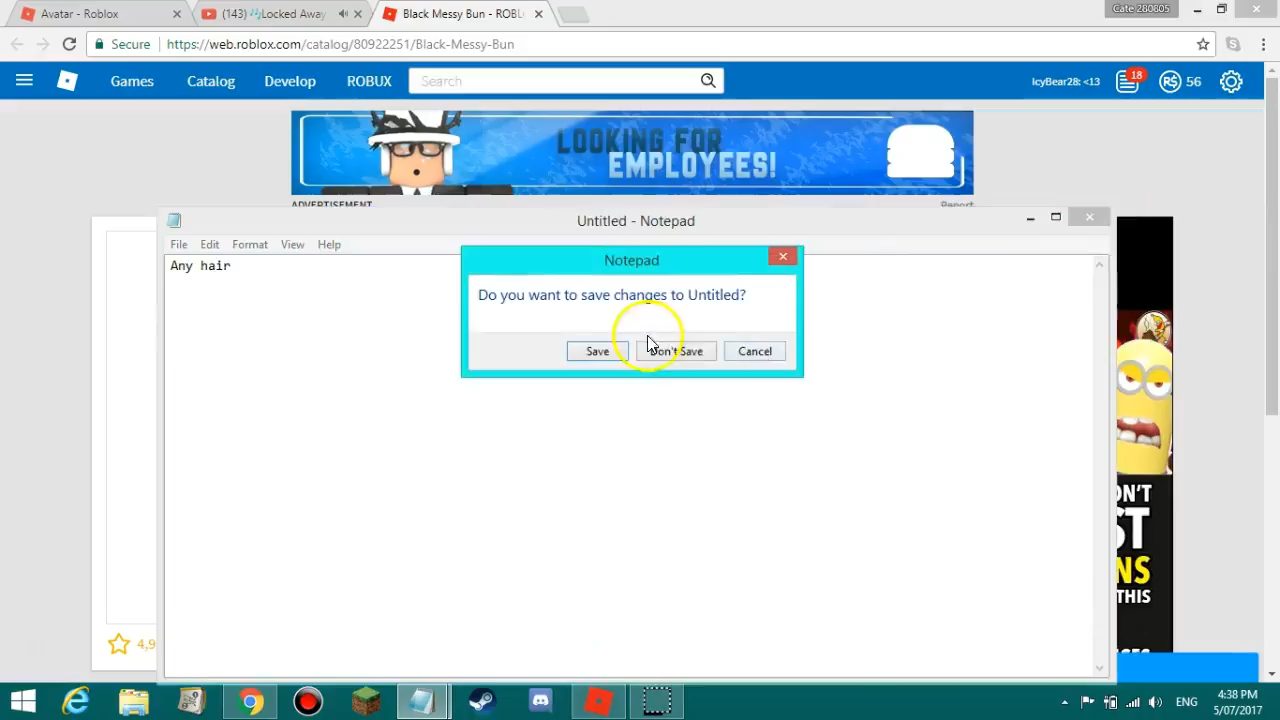 Avatar - Roblox
(143) 🎶Locked Away
Black Messy Bun - ROBL
Cate 280805
Secure
https://web.roblox.com/catalog/80922251/Black-Messy-Bun
Games
Catalog
Develop
ROBUX
Search
IcyBear28: <13
18
R$
56
LOOKING FOR
EMPLOYEES!
ADVERTISEMENT
Report
Untitled - Notepad
File
Edit
Format
View
Help
Any hair
Notepad
Do you want to save changes to Untitled?
Save
Don't Save
Cancel
4,9
ENG
4:38 PM
5/07/2017